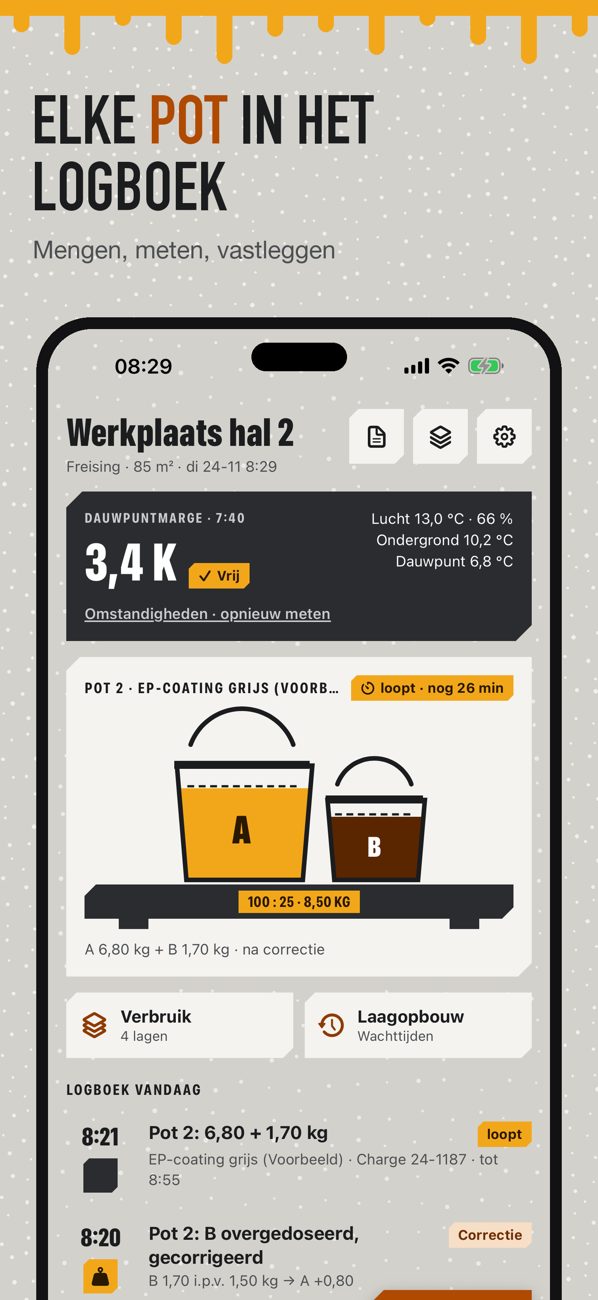 ELKE POT IN HET
LOGBOEK
Mengen, meten, vastleggen
08:29
Werkplaats hal 2
Freising · 85 m² · di 24-11 8:29
DAUWPUNTMARGE · 7:40
3,4 K
Vrij
Lucht 13,0 °C · 66 %
Ondergrond 10,2 °C
Dauwpunt 6,8 °C
Omstandigheden · opnieuw meten
POT 2 · EP-COATING GRIJS (VOORB…
loopt · nog 26 min
A
B
100 : 25 · 8,50 KG
A 6,80 kg + B 1,70 kg · na correctie
Verbruik
4 lagen
Laagopbouw
Wachttijden
LOGBOEK VANDAAG
8:21
Pot 2: 6,80 + 1,70 kg
loopt
EP-coating grijs (Voorbeeld) · Charge 24-1187 · tot
8:55
8:20
Pot 2: B overgedoseerd,
gecorrigeerd
Correctie
B 1,70 i.p.v. 1,50 kg → A +0,80